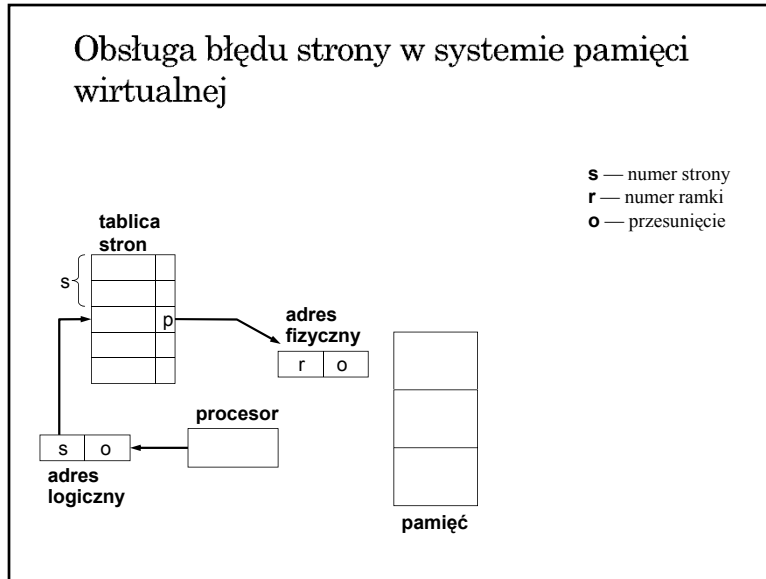 Obsługa błędu strony w systemie pamięci
wirtualnej
s — numer strony
r — numer ramki
o — przesunięcie
tablica
stron
s
p
adres
fizyczny
r o
procesor
s o
adres
logiczny
pamięć